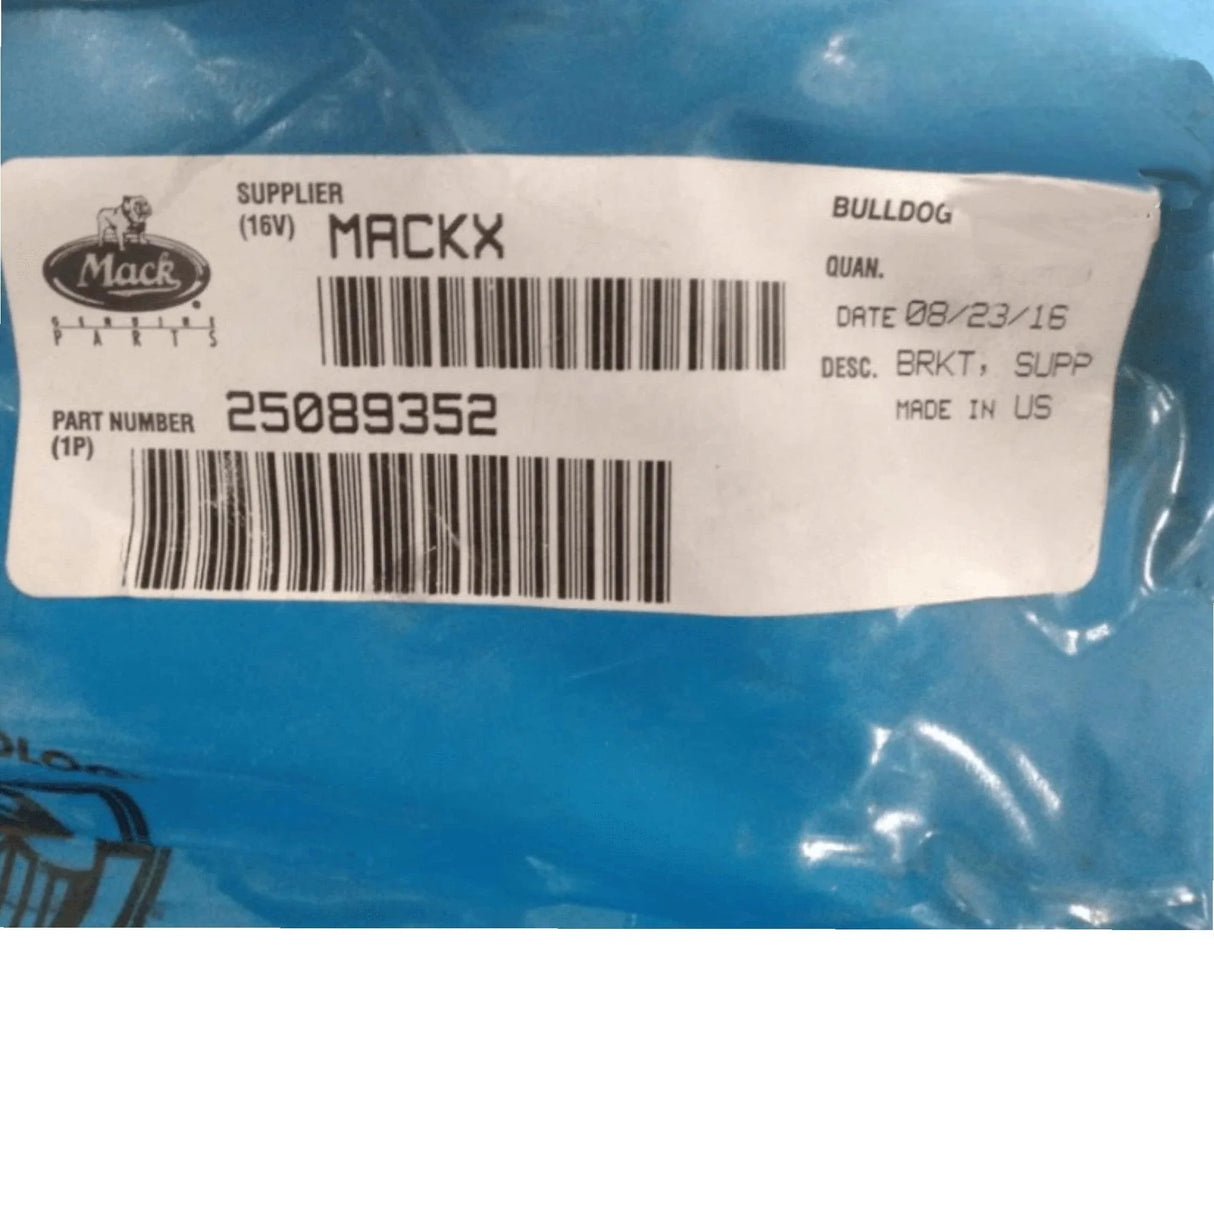 Mack
GENUINE
PARTS
SUPPLIER
(16V) MACKX
PART NUMBER 25089352
(1P)
BULLDOG
QUAN.
DATE 08/23/16
DESC. BRKT, SUPP
MADE IN US